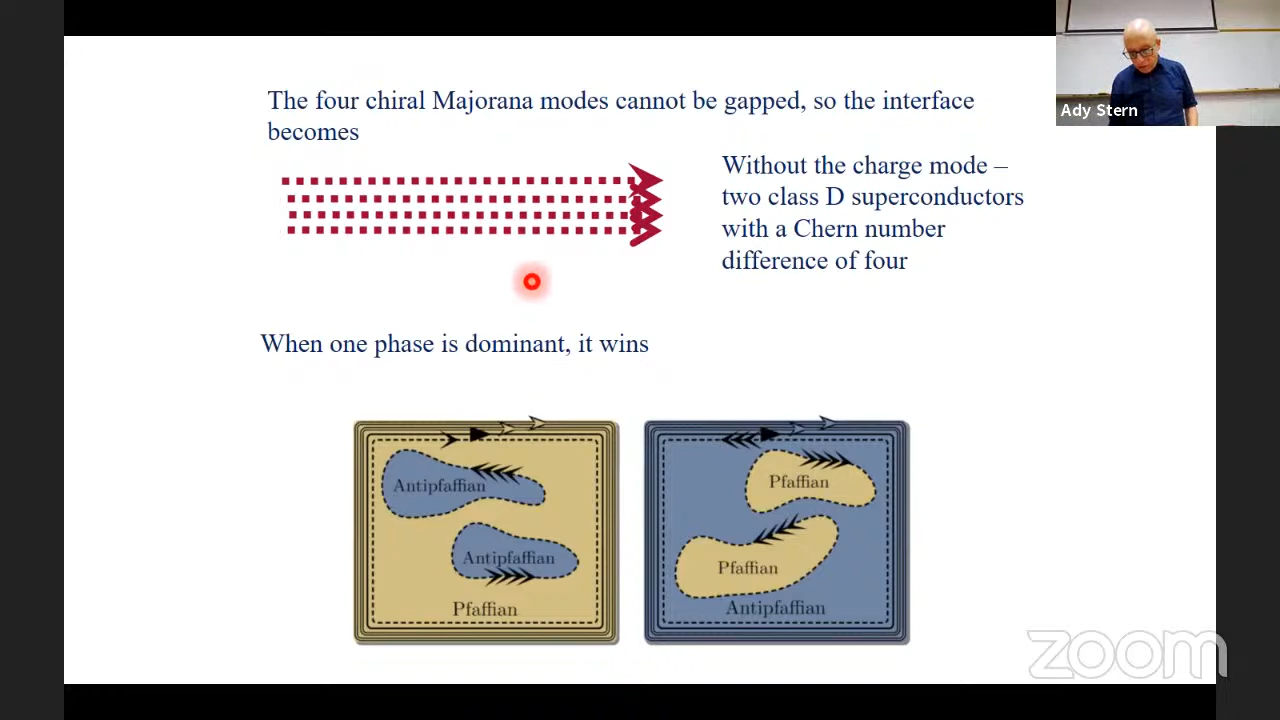 The four chiral Majorana modes cannot be gapped, so the interface
becomes
Without the charge mode –
two class D superconductors
with a Chern number
difference of four
When one phase is dominant, it wins
Antipfaffian
Antipfaffian
Pfaffian
Pfaffian
Pfaffian
Antipfaffian
Ady Stern
zoom